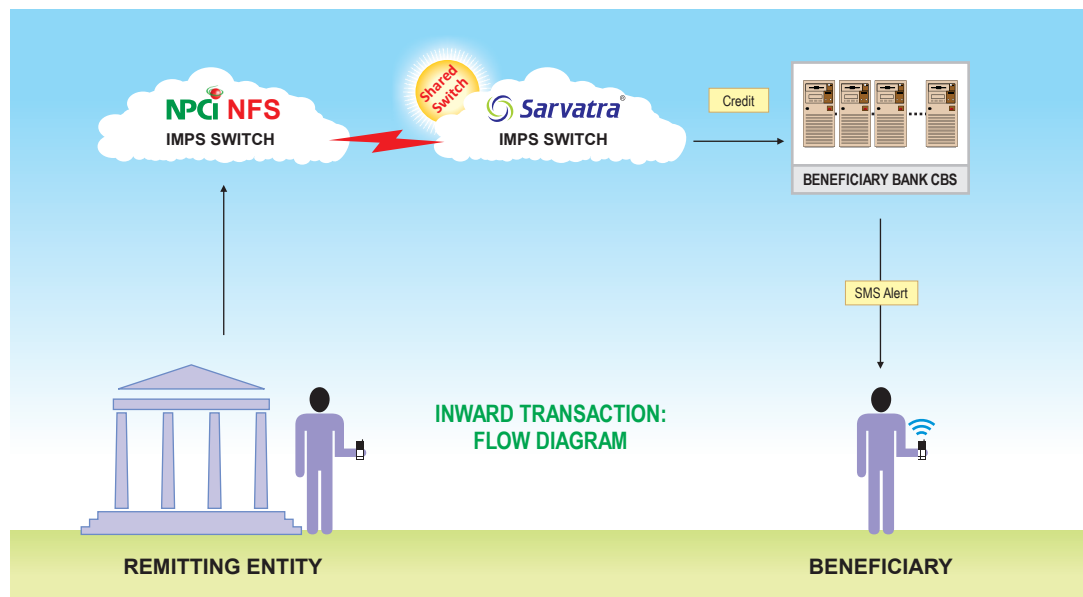 NPCi NFS
IMPS SWITCH
Shared
Switch
Sarvatra®
IMPS SWITCH
Credit
BENEFICIARY BANK CBS
SMS Alert
INWARD TRANSACTION:
FLOW DIAGRAM
REMITTING ENTITY
BENEFICIARY